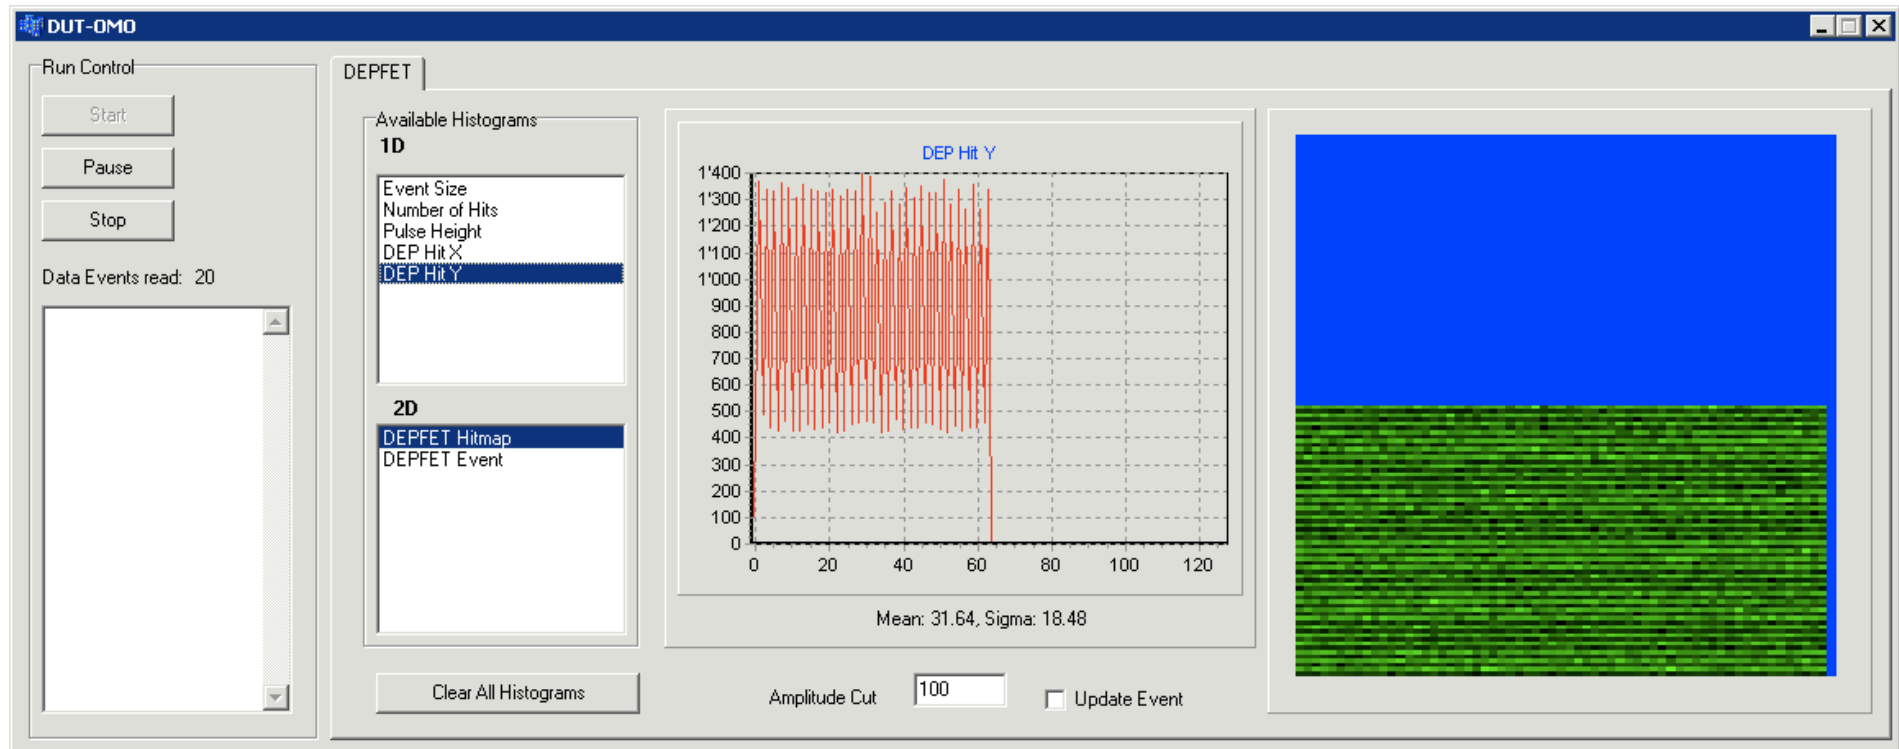 DUT-OMO
Run Control
Start
Pause
Stop
Data Events read: 20
DEPFET
Available Histograms
1D
Event Size
Number of Hits
Pulse Height
DEP Hit X
DEP Hit Y
2D
DEPFET Hitmap
DEPFET Event
Clear All Histograms
DEP Hit Y
1'400
1'300
1'200
1'100
1'000
900
800
700
600
500
400
300
200
100
0
0 20 40 60 80 100 120
Mean: 31.64, Sigma: 18.48
Amplitude Cut 100 Update Event